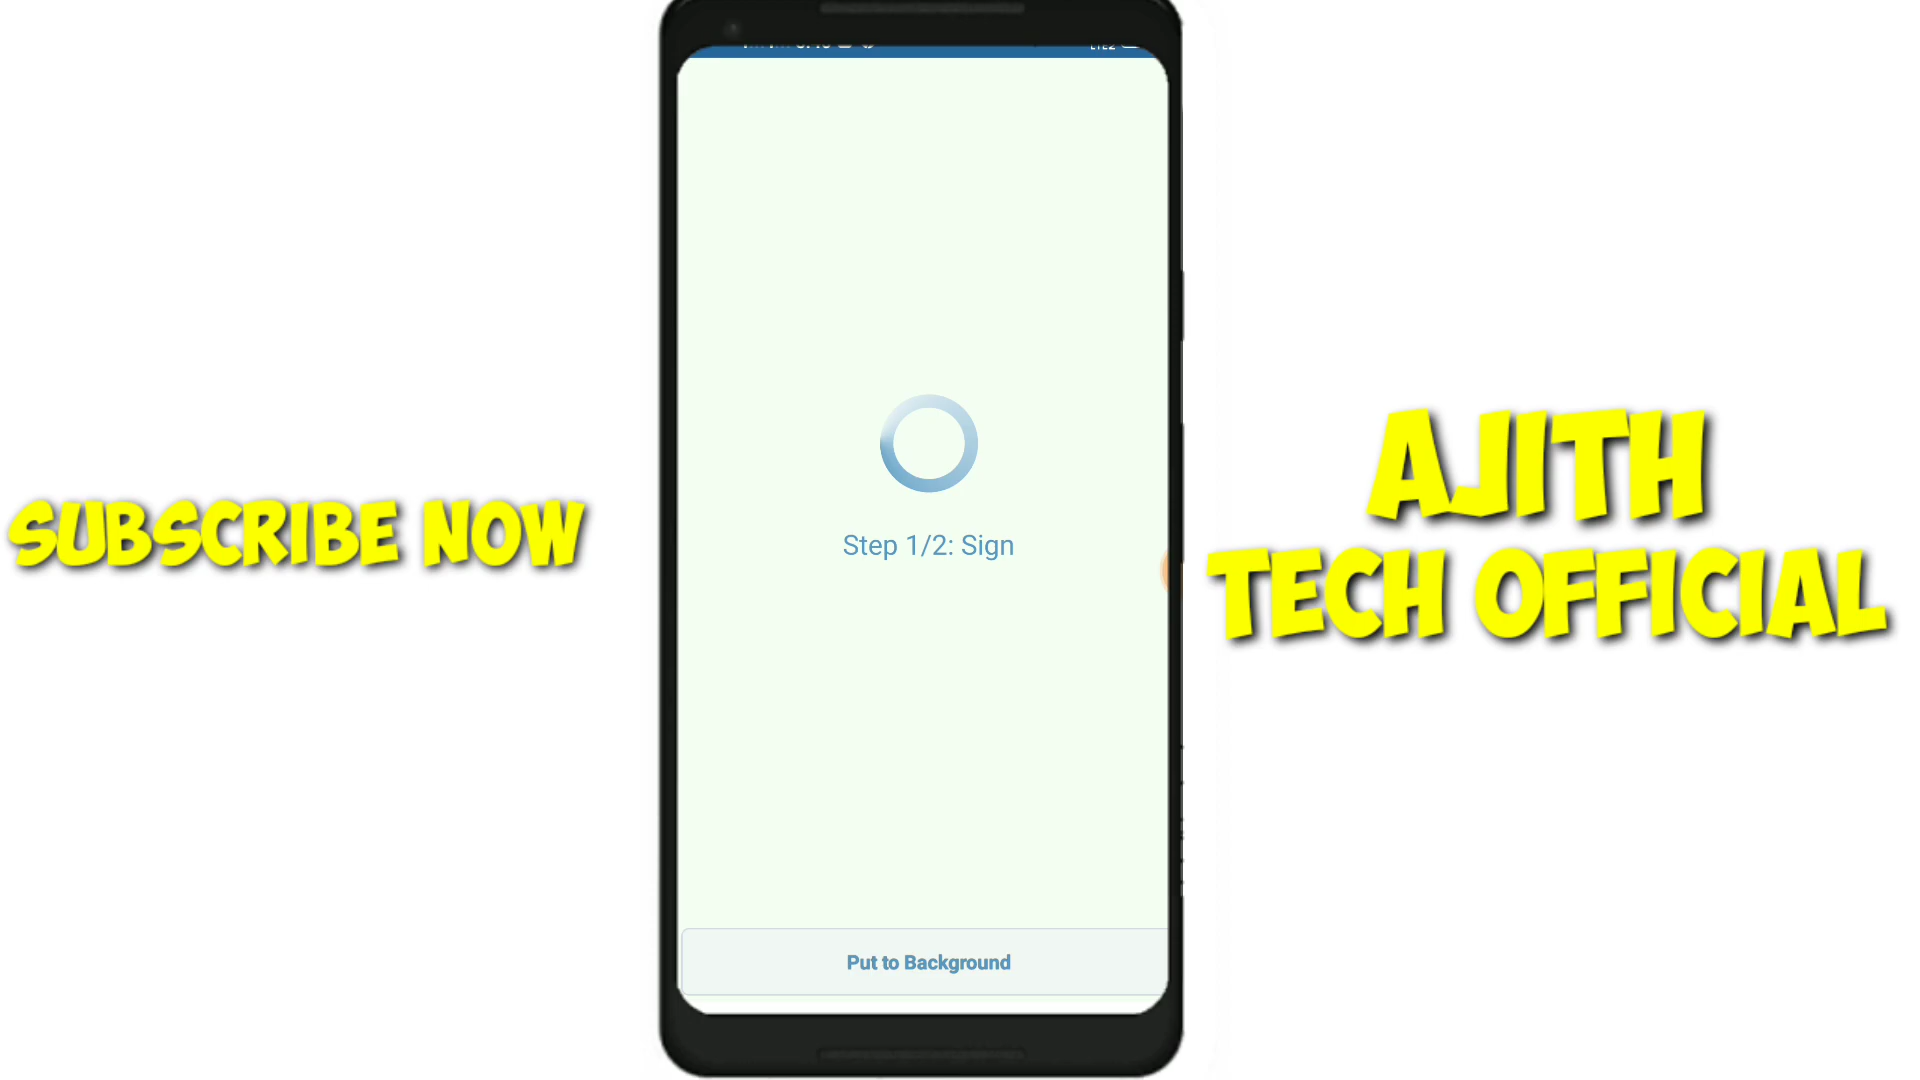 SUBSCRIBE NOW
Step 1/2: Sign
Put to Background
AJITH
TECH OFFICIAL